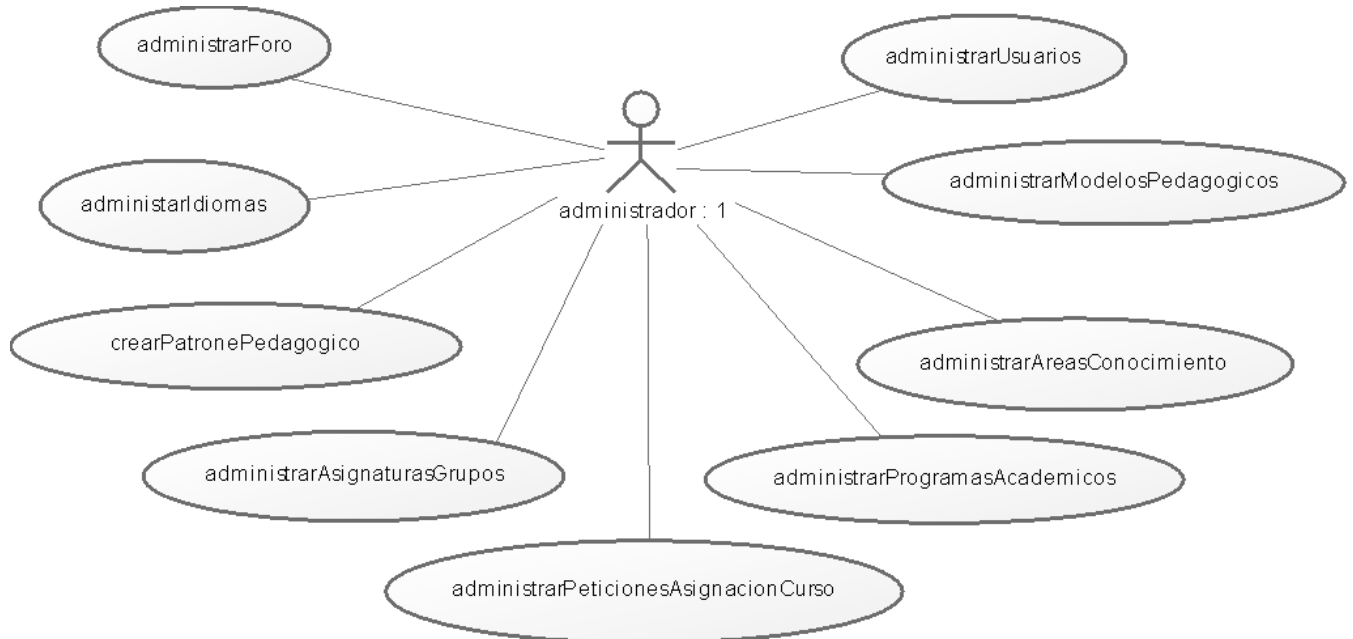 administrarForo
administrarUsuarios
administarIdiomas
administrarModelosPedagogicos
administrador : 1
crearPatronePedagogico
administrarAreasConocimiento
administrarAsignaturasGrupos
administrarProgramasAcademicos
administrarPeticionesAsignacionCurso